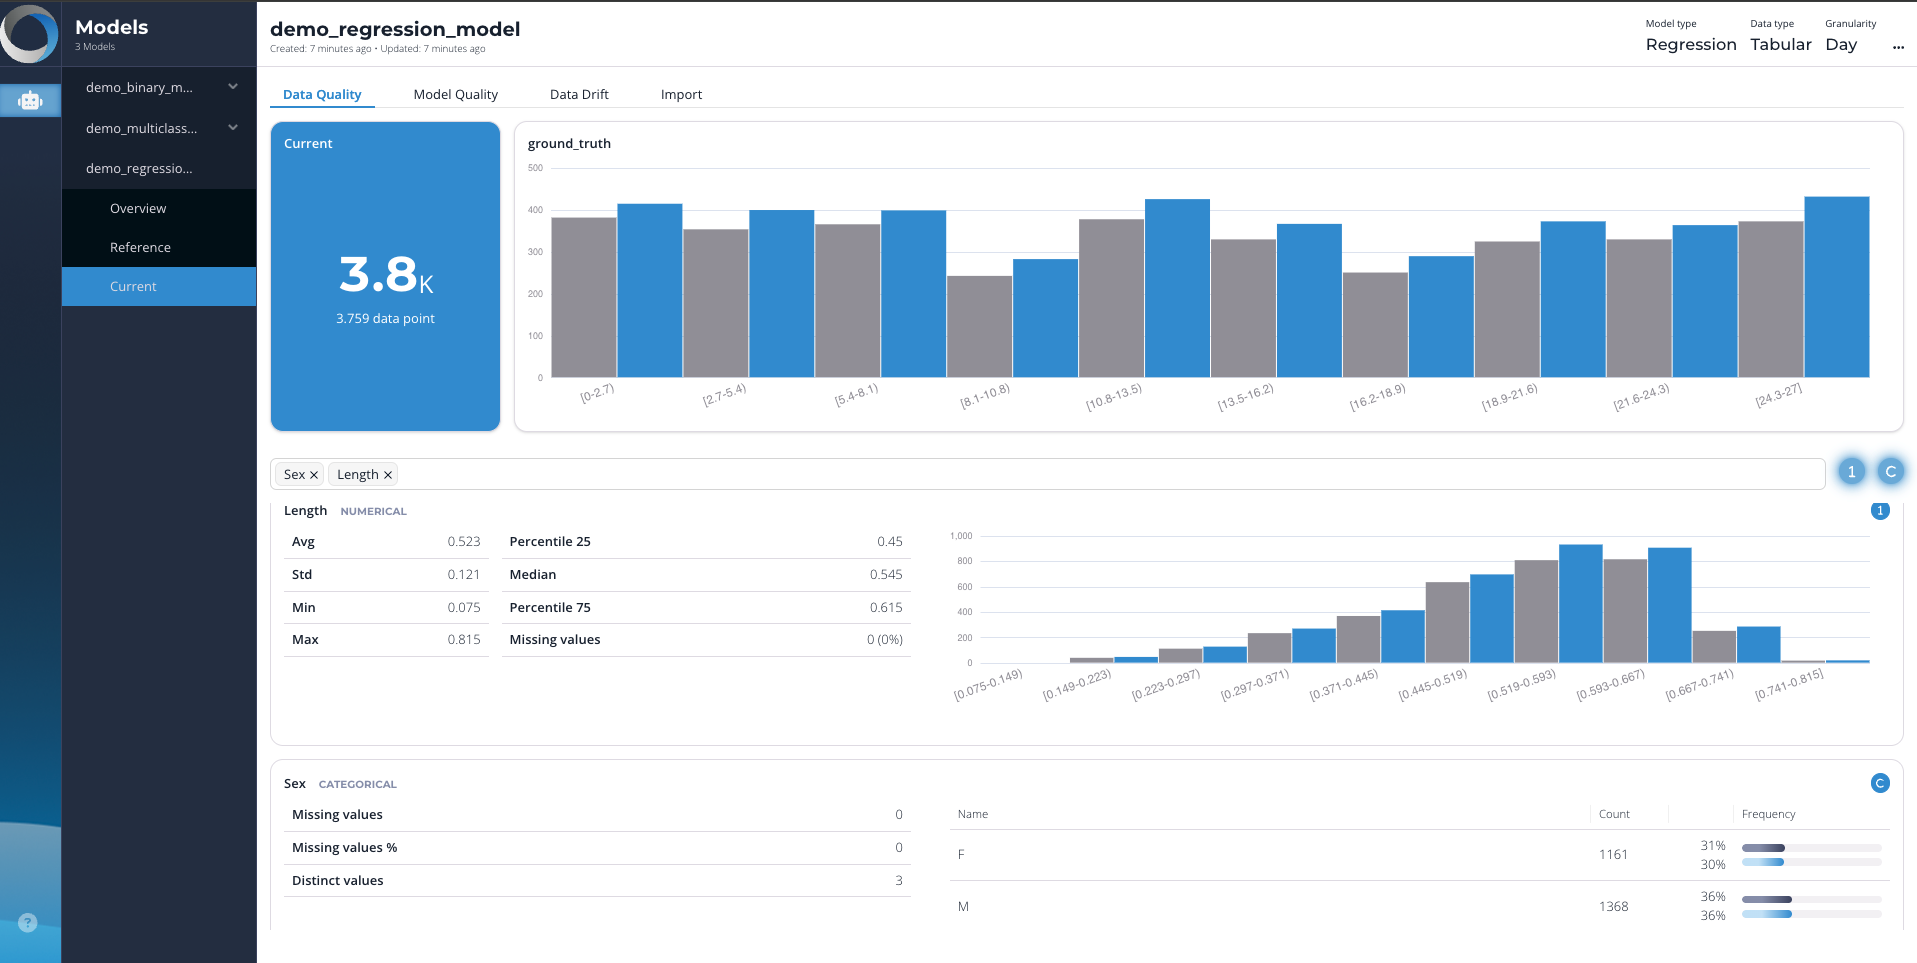 Models
3 Models
demo_binary_m...
demo_multiclass...
demo_regressio...
Overview
Reference
Current
?
demo_regression_model
Created: 7 minutes ago • Updated: 7 minutes ago
Model type
Regression
Data type
Tabular
Granularity
Day
...
Data Quality
Model Quality
Data Drift
Import
Current
3.8K
3.759 data point
ground_truth
500
400
300
200
100
0
[0-2.7)
[2.7-5.4)
[5.4-8.1)
[8.1-10.8)
[10.8-13.5)
[13.5-16.2)
[16.2-18.9)
[18.9-21.6)
[21.6-24.3)
[24.3-27]
Sex ×
Length ×
1
C
Length NUMERICAL
1
Avg 0.523
Std 0.121
Min 0.075
Max 0.815
Percentile 25 0.45
Median 0.545
Percentile 75 0.615
Missing values 0 (0%)
1,000
800
600
400
200
0
[0.075-0.149)
[0.149-0.223)
[0.223-0.297)
[0.297-0.371)
[0.371-0.445)
[0.445-0.519)
[0.519-0.593)
[0.593-0.667)
[0.667-0.741)
[0.741-0.815]
Sex CATEGORICAL
C
Missing values 0
Missing values % 0
Distinct values 3
Name Count Frequency
F 1161 31%
30%
M 1368 36%
36%